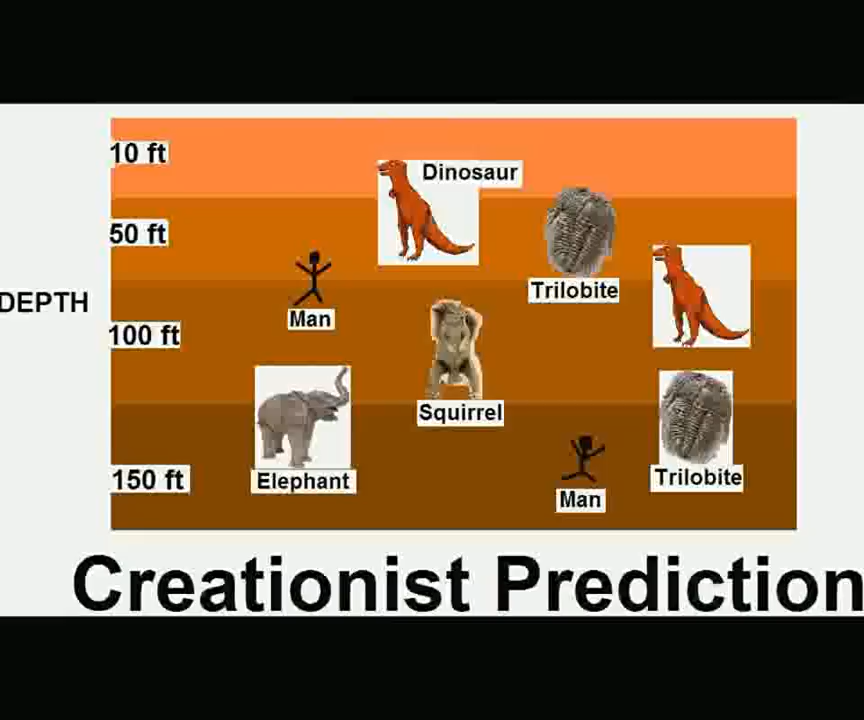 10 ft
Dinosaur
50 ft
Trilobite
DEPTH
Man
100 ft
Squirrel
150 ft
Elephant
Trilobite
Man
Creationist Prediction